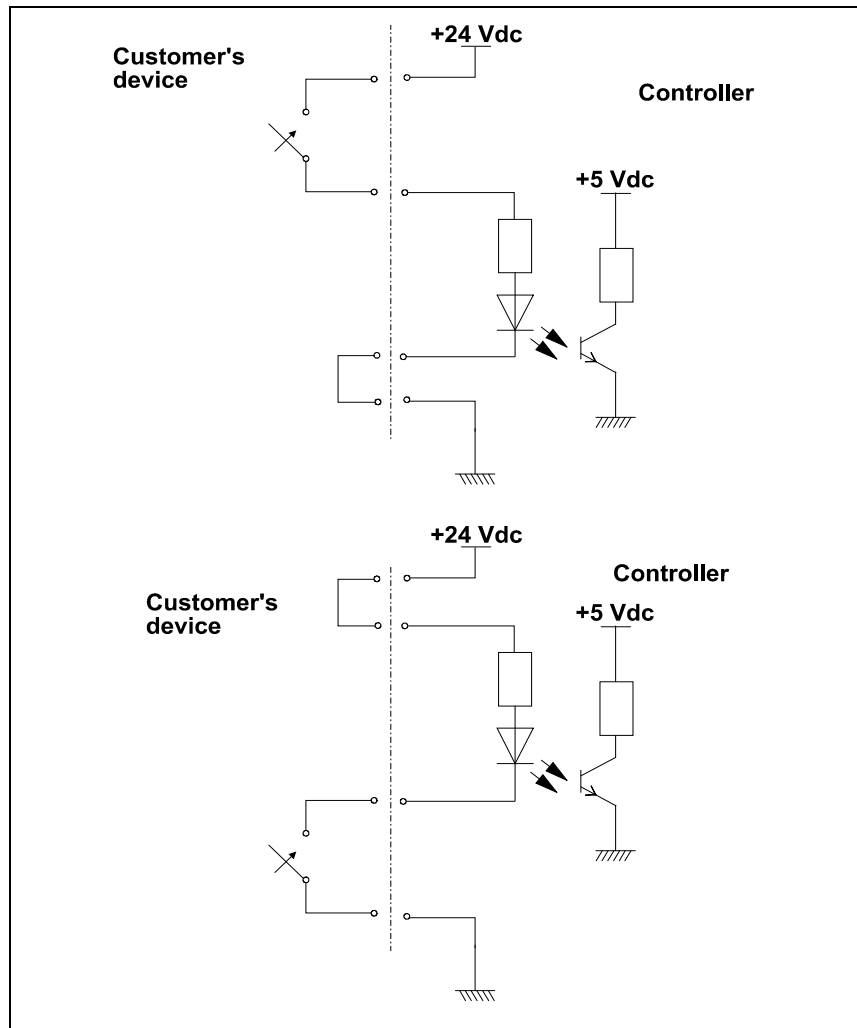 +24 Vdc
Customer's
device
Controller
+5 Vdc
+24 Vdc
Controller
Customer's
device
+5 Vdc